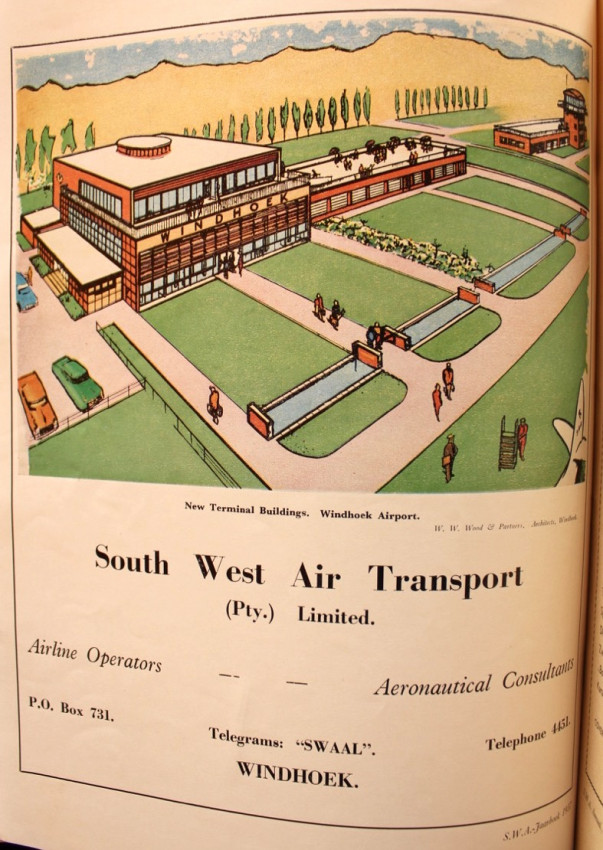 WINDHOEK
New Terminal Buildings. Windhoek Airport.
W. W. Wood & Partners, Architects, Windhoek.
South West Air Transport
(Pty.) Limited.
Airline Operators — — Aeronautical Consultants
P.O. Box 731.
Telegrams: "SWAAL".
Telephone 4451.
WINDHOEK.
S.W.A.-Jaarboek